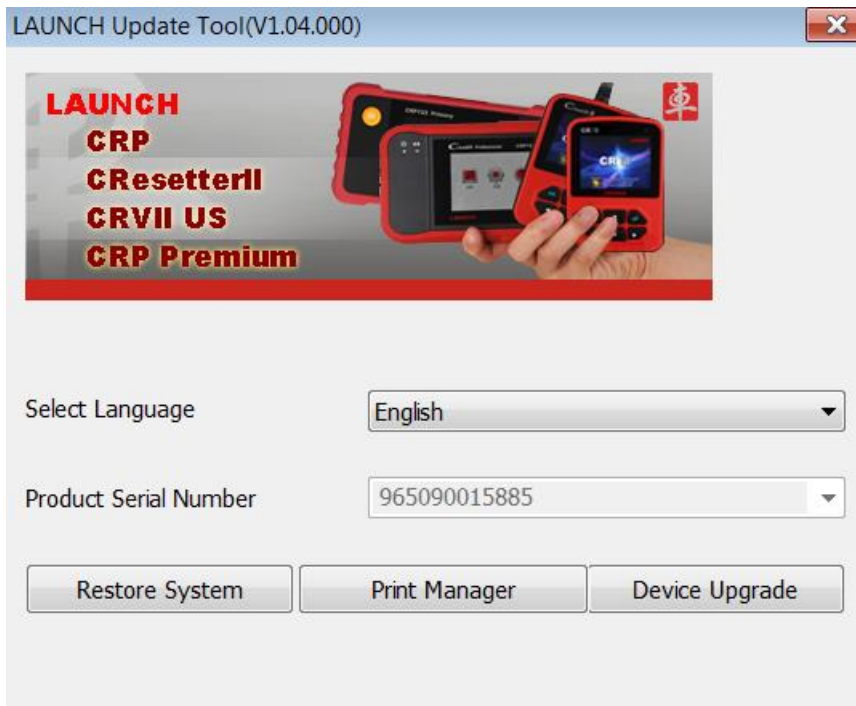 LAUNCH Update Tool(V1.04.000)
LAUNCH
CRP
CResetterII
CRVII US
CRP Premium
車
Select Language
English
Product Serial Number
965090015885
Restore System
Print Manager
Device Upgrade